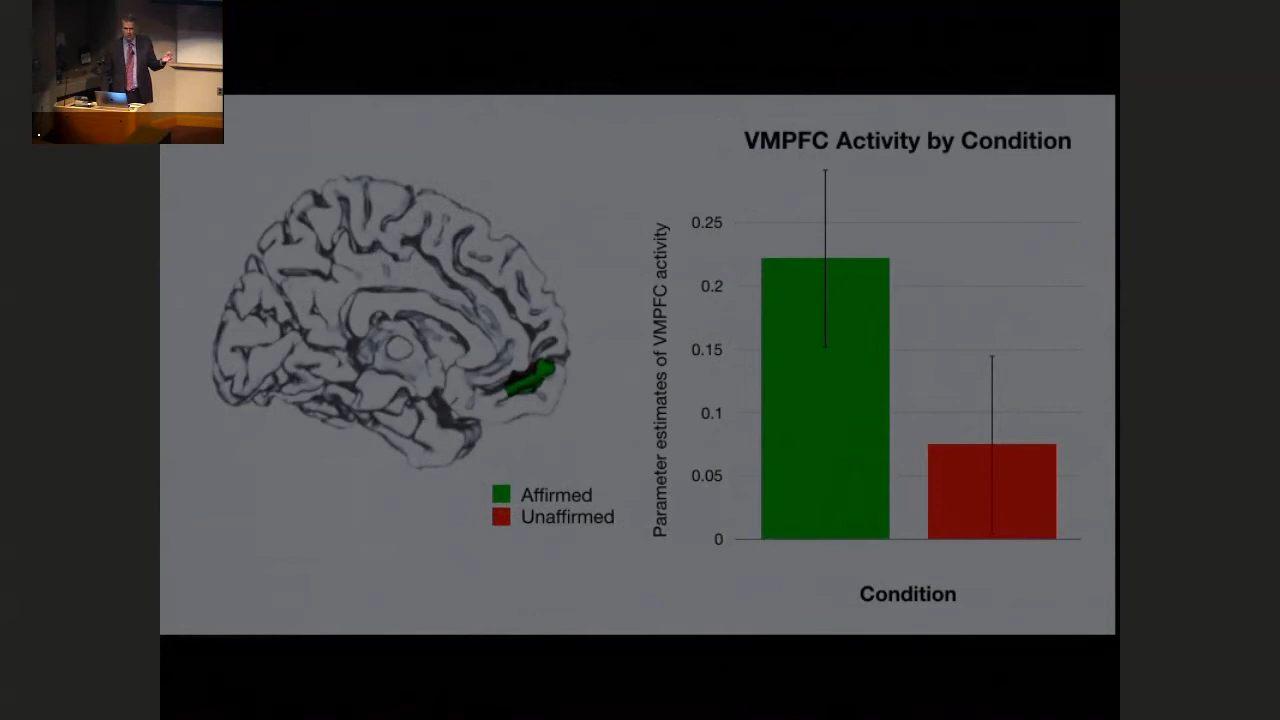 VMPFC Activity by Condition
Parameter estimates of VMPFC activity
0.25
0.2
0.15
0.1
0.05
0
Affirmed
Unaffirmed
Condition